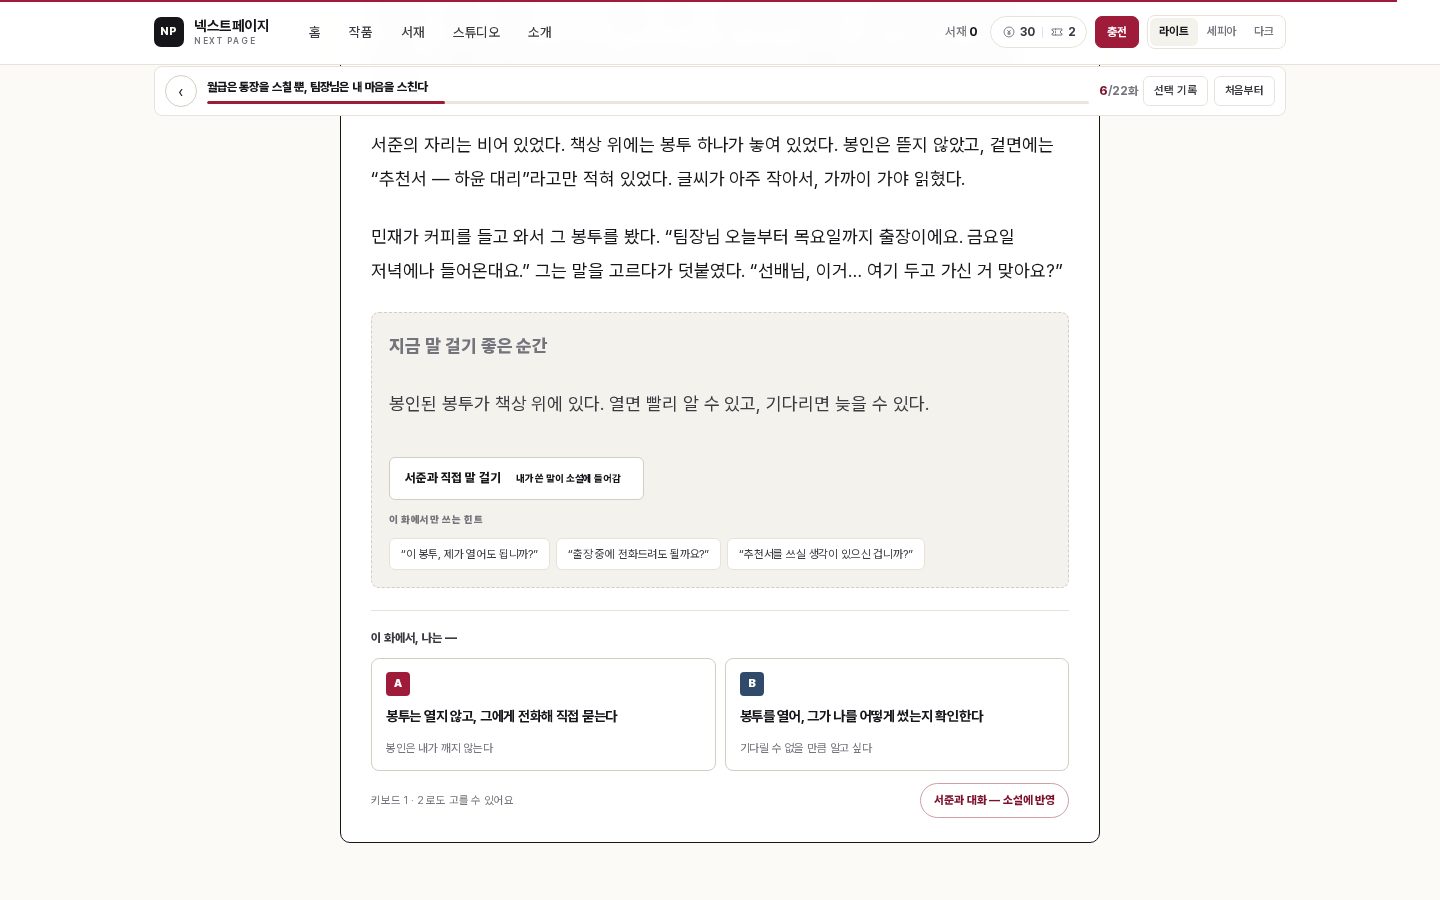 NP 넥스트페이지
NEXT PAGE
홈 작품 서재 스튜디오 소개
서재 0
30 2
충전
라이트 세피아 다크
‹ 월급은 통장을 스칠 뿐, 팀장님은 내 마음을 스친다
6/22화 선택 기록 처음부터
서준의 자리는 비어 있었다. 책상 위에는 봉투 하나가 놓여 있었다. 봉인은 뜯지 않았고, 겉면에는
“추천서 — 하윤 대리”라고만 적혀 있었다. 글씨가 아주 작아서, 가까이 가야 읽혔다.
민재가 커피를 들고 와서 그 봉투를 봤다. “팀장님 오늘부터 목요일까지 출장이에요. 금요일
저녁에나 들어온대요.” 그는 말을 고르다가 덧붙였다. “선배님, 이거… 여기 두고 가신 거 맞아요?”
지금 말 걸기 좋은 순간
봉인된 봉투가 책상 위에 있다. 열면 빨리 알 수 있고, 기다리면 늦을 수 있다.
서준과 직접 말 걸기 내가 쓴 말이 소설에 들어감
이 화에서만 쓰는 힌트
“이 봉투, 제가 열어도 됩니까?” “출장 중에 전화드려도 될까요?” “추천서를 쓰실 생각이 있으신 겁니까?”
이 화에서, 나는 —
A
봉투는 열지 않고, 그에게 전화해 직접 묻는다
봉인은 내가 깨지 않는다
B
봉투를 열어, 그가 나를 어떻게 썼는지 확인한다
기다릴 수 없을 만큼 알고 싶다
키보드 1 · 2 로도 고를 수 있어요
서준과 대화 — 소설에 반영